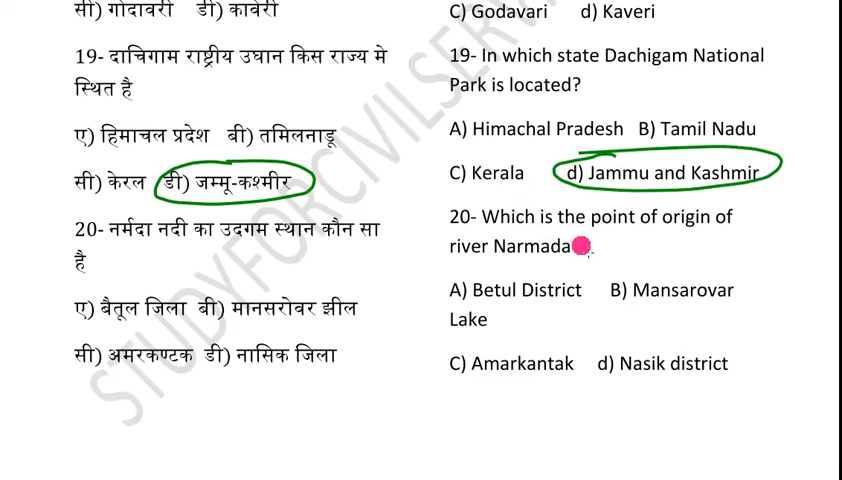 सी) गोदावरी  डी) कावेरी
19- दाचिगाम राष्ट्रीय उघान किस राज्य मे
स्थित है
ए) हिमाचल प्रदेश  बी) तमिलनाडू
सी) केरल  डी) जम्मू-कश्मीर
20- नर्मदा नदी का उदगम स्थान कौन सा
है
ए) बैतूल जिला  बी) मानसरोवर झील
सी) अमरकण्टक  डी) नासिक जिला
C) Godavari  d) Kaveri
19- In which state Dachigam National
Park is located?
A) Himachal Pradesh  B) Tamil Nadu
C) Kerala  d) Jammu and Kashmir
20- Which is the point of origin of
river Narmada
A) Betul District  B) Mansarovar
Lake
C) Amarkantak  d) Nasik district
STUDYFORCIVILSERV